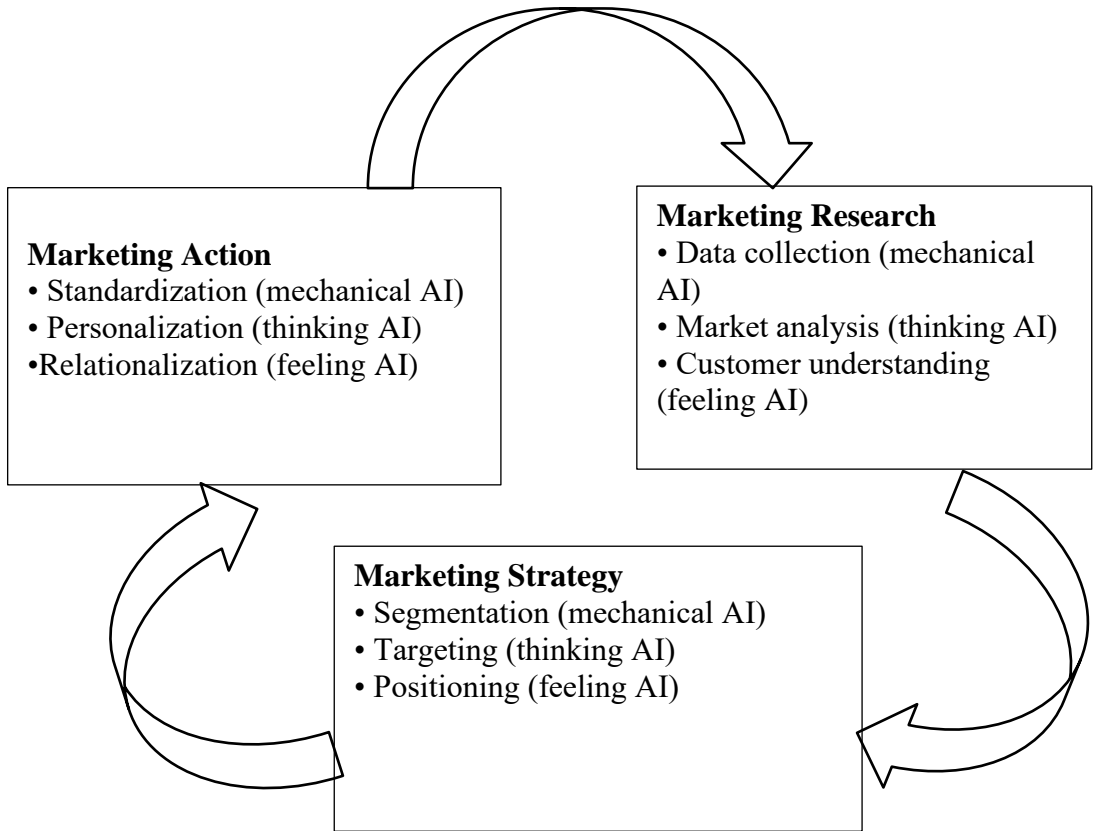 Marketing Action
• Standardization (mechanical AI)
• Personalization (thinking AI)
•Relationalization (feeling AI)
Marketing Research
• Data collection (mechanical
AI)
• Market analysis (thinking AI)
• Customer understanding
(feeling AI)
Marketing Strategy
• Segmentation (mechanical AI)
• Targeting (thinking AI)
• Positioning (feeling AI)